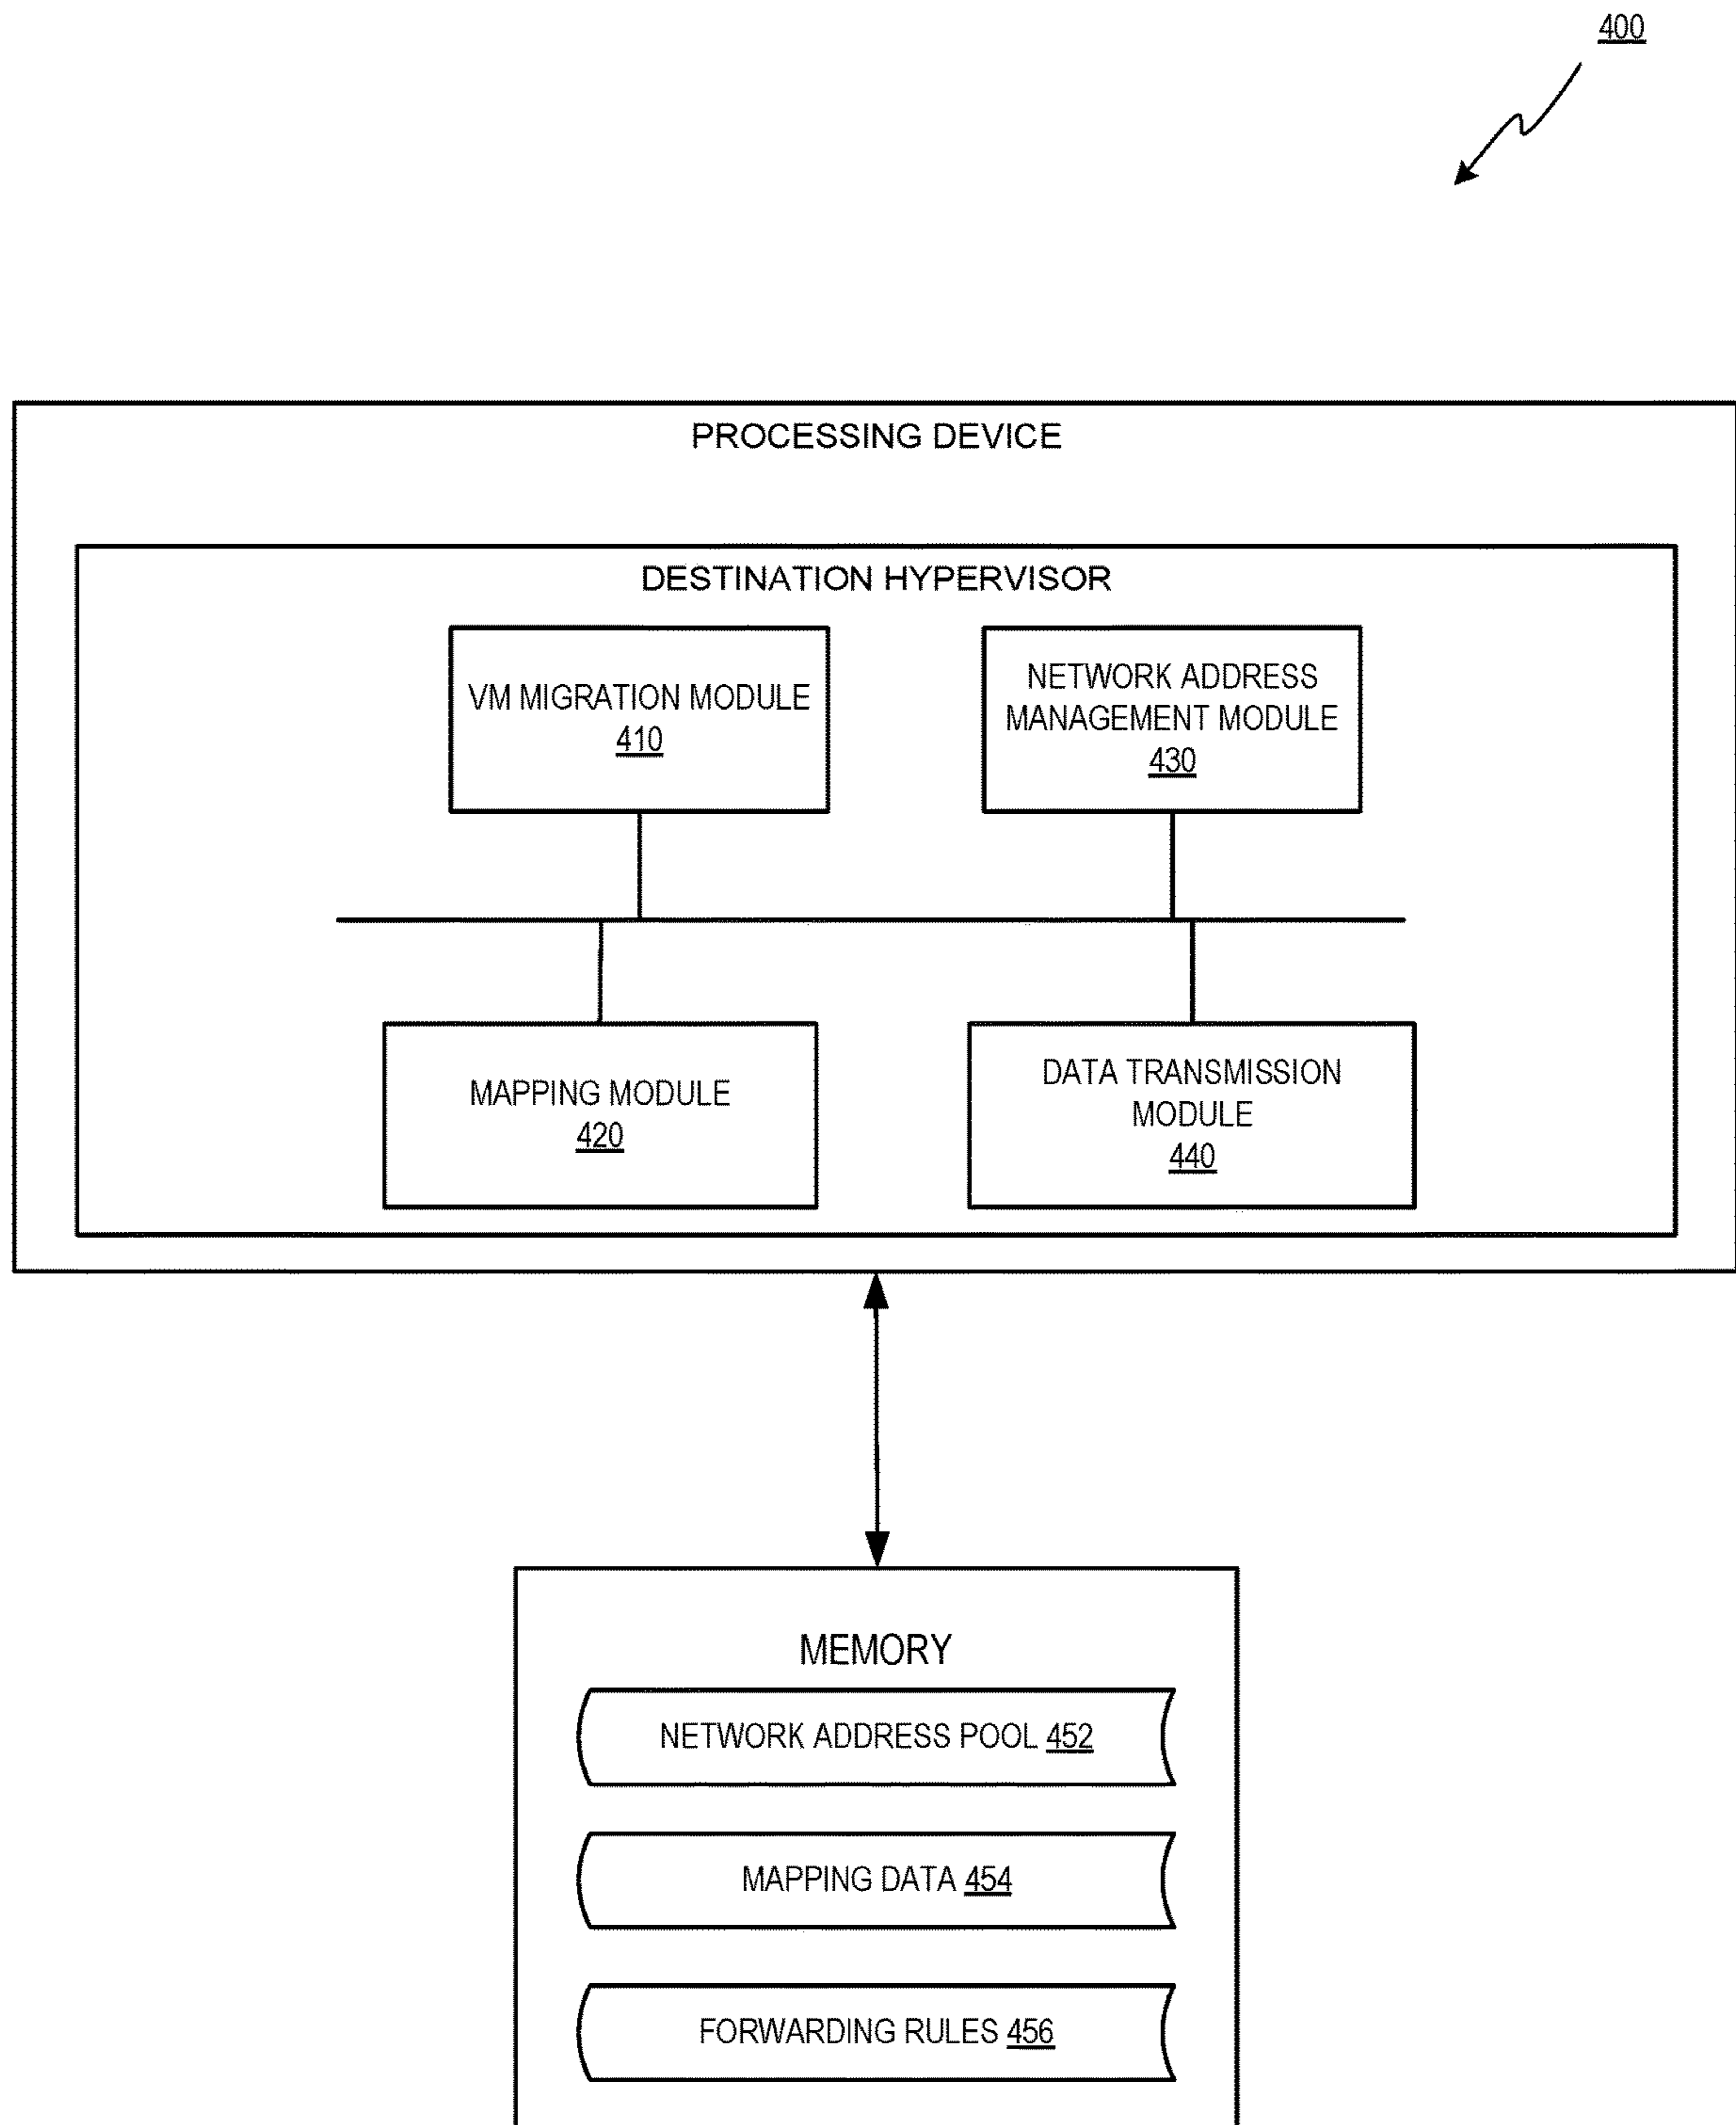 400
PROCESSING DEVICE
DESTINATION HYPERVISOR
VM MIGRATION MODULE
410
NETWORK ADDRESS
MANAGEMENT MODULE
430
MAPPING MODULE
420
DATA TRANSMISSION
MODULE
440
MEMORY
NETWORK ADDRESS POOL 452
MAPPING DATA 454
FORWARDING RULES 456